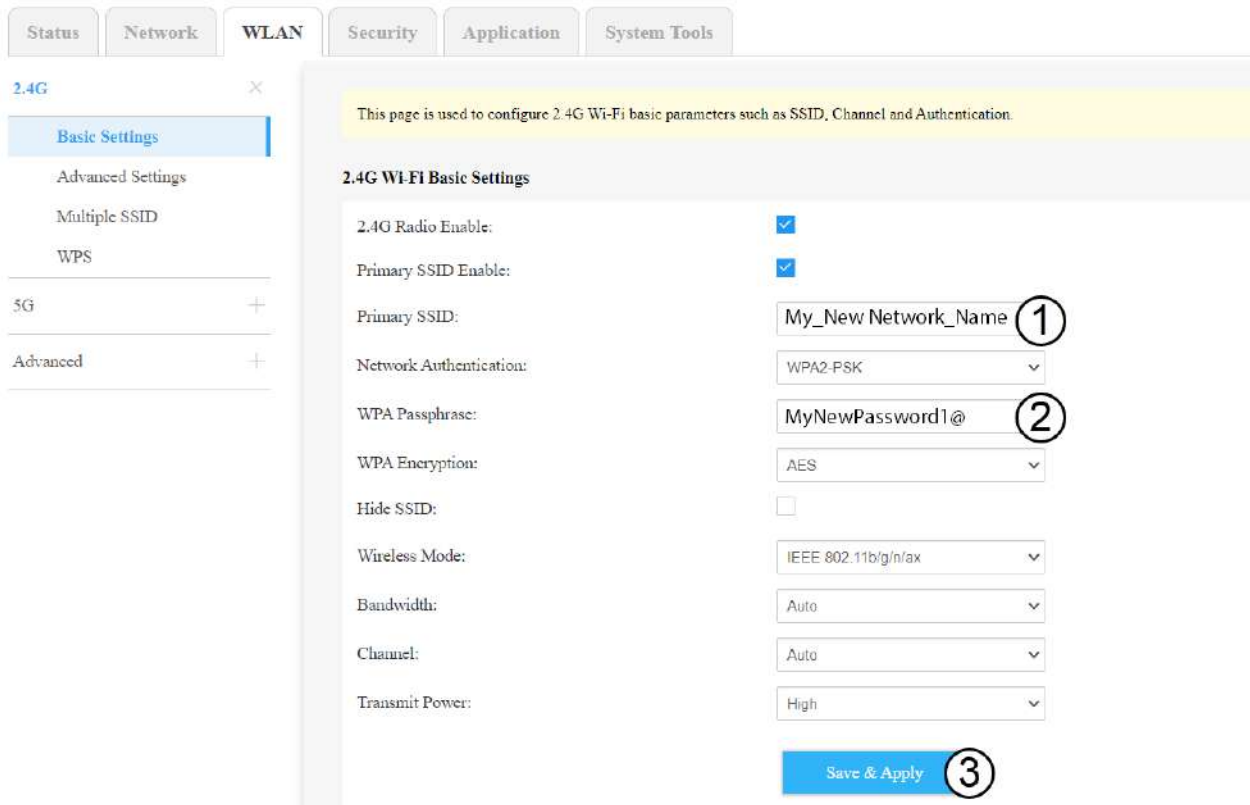 Status Network WLAN Security Application System Tools
2.4G
Basic Settings
Advanced Settings
Multiple SSID
WPS
5G
Advanced
This page is used to configure 2.4G Wi-Fi basic parameters such as SSID, Channel and Authentication.
2.4G Wi-Fi Basic Settings
2.4G Radio Enable:
Primary SSID Enable:
Primary SSID: My_New Network_Name 1
Network Authentication: WPA2-PSK
WPA Passphrase: MyNewPassword1@ 2
WPA Encryption: AES
Hide SSID:
Wireless Mode: IEEE 802.11b/g/n/ax
Bandwidth: Auto
Channel: Auto
Transmit Power: High
Save & Apply 3